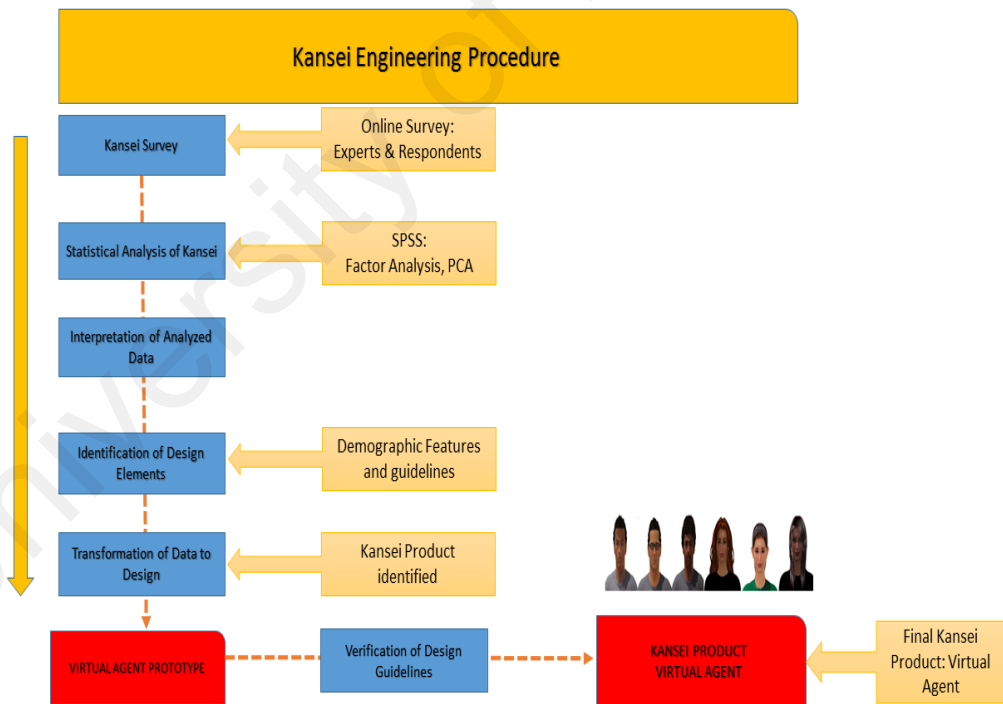 Kansei Engineering Procedure
Kansei Survey
Online Survey:
Experts & Respondents
Statistical Analysis of Kansei
SPSS:
Factor Analysis, PCA
Interpretation of Analyzed
Data
Identification of Design
Elements
Demographic Features
and guidelines
Transformation of Data to
Design
Kansei Product
identified
VIRTUAL AGENT PROTOTYPE
Verification of Design
Guidelines
KANSEI PRODUCT
VIRTUAL AGENT
Final Kansei
Product: Virtual
Agent
University of